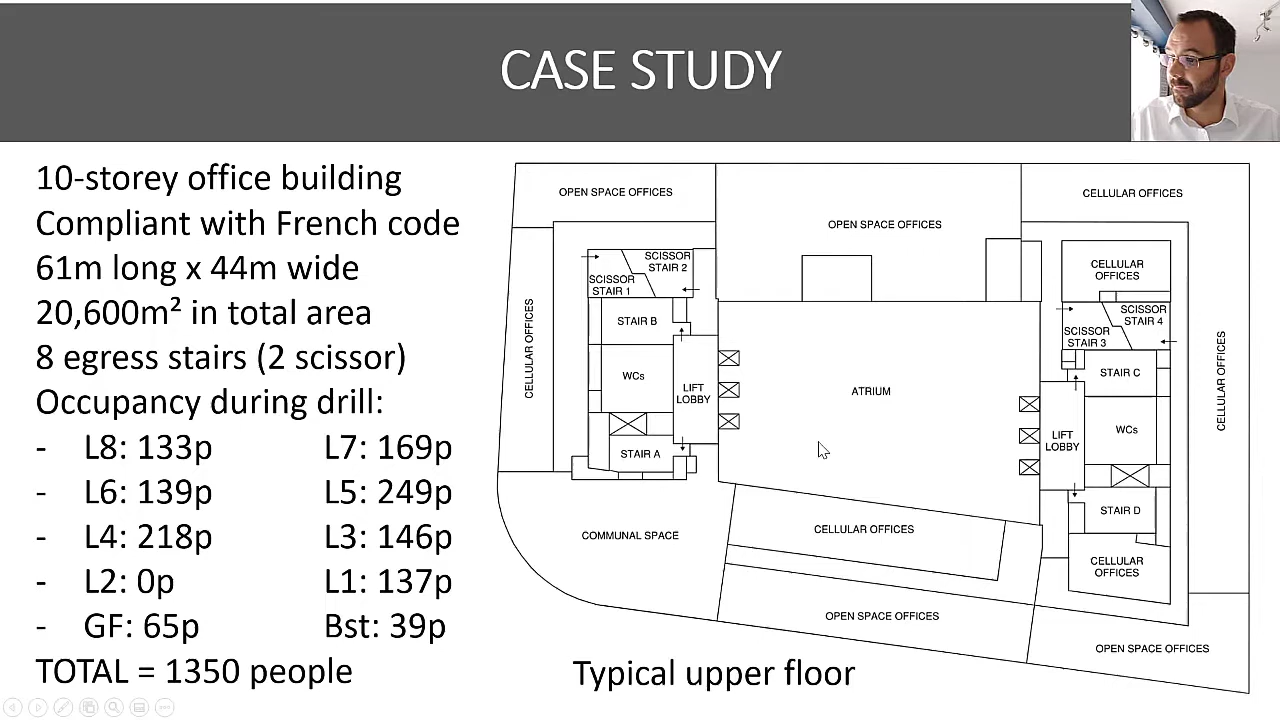 CASE STUDY
10-storey office building
Compliant with French code
61m long x 44m wide
20,600m² in total area
8 egress stairs (2 scissor)
Occupancy during drill:
- L8: 133p L7: 169p
- L6: 139p L5: 249p
- L4: 218p L3: 146p
- L2: 0p L1: 137p
- GF: 65p Bst: 39p
TOTAL = 1350 people
OPEN SPACE OFFICES
OPEN SPACE OFFICES
CELLULAR OFFICES
SCISSOR
STAIR 2
SCISSOR
STAIR 1
STAIR B
WCs
LIFT
LOBBY
STAIR A
CELLULAR OFFICES
ATRIUM
CELLULAR
OFFICES
SCISSOR
STAIR 4
SCISSOR
STAIR 3
STAIR C
WCs
LIFT
LOBBY
STAIR D
CELLULAR
OFFICES
CELLULAR OFFICES
COMMUNAL SPACE
CELLULAR OFFICES
OPEN SPACE OFFICES
OPEN SPACE OFFICES
Typical upper floor